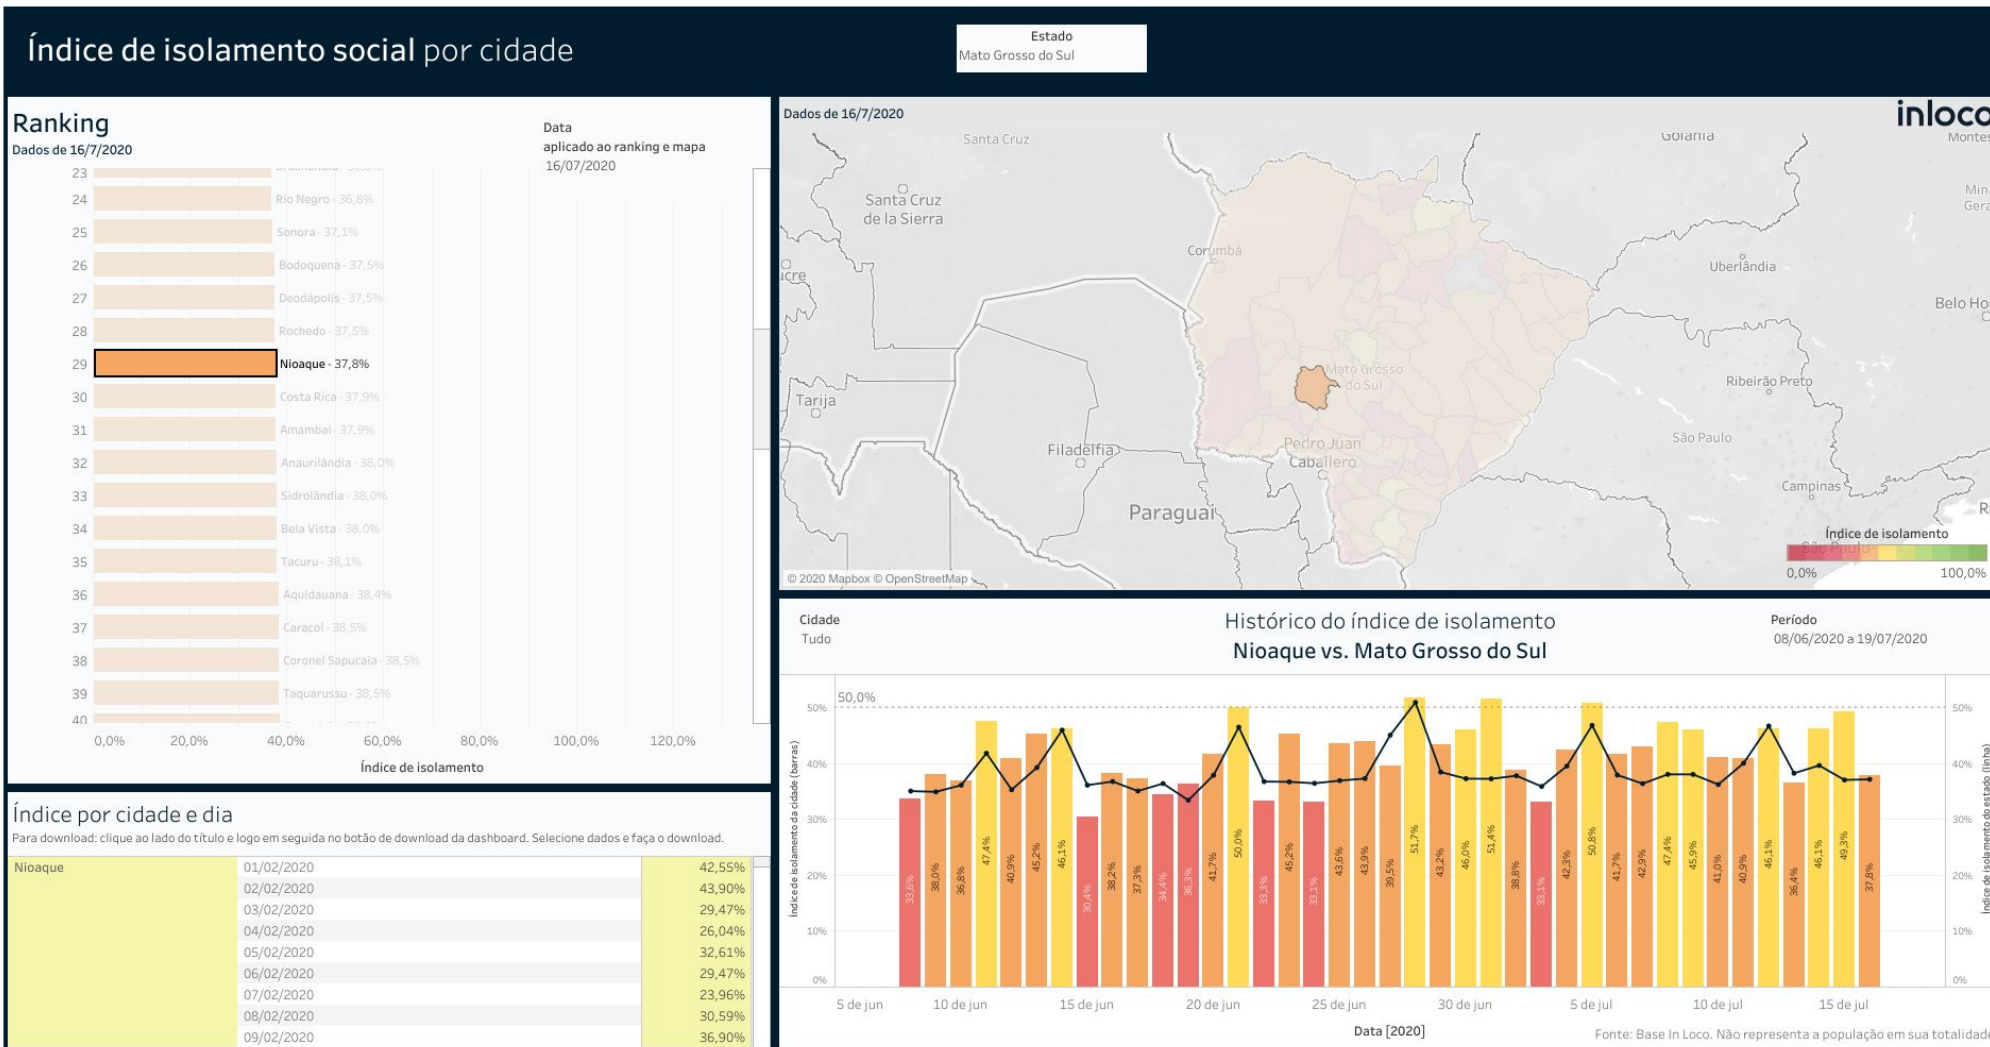 Índice de isolamento social por cidade
Estado
Mato Grosso do Sul
Ranking
Dados de 16/7/2020
Data
aplicado ao ranking e mapa
16/07/2020
23
24 Rio Negro - 36,8%
25 Sonora - 37,1%
26 Bodoquena - 37,5%
27 Deodápolis - 37,5%
28 Rochedo - 37,5%
29 Nioaque - 37,8%
30 Costa Rica - 37,9%
31 Amambai - 37,9%
32 Anaurilândia - 38,0%
33 Sidrolândia - 38,0%
34 Bela Vista - 38,0%
35 Tacuru - 38,1%
36 Aquidauana - 38,4%
37 Caracol - 38,5%
38 Coronel Sapucaia - 38,5%
39 Taquarussu - 38,5%
40
0,0% 20,0% 40,0% 60,0% 80,0% 100,0% 120,0%
Índice de isolamento
Índice por cidade e dia
Para download: clique ao lado do título e logo em seguida no botão de download da dashboard. Selecione dados e faça o download.
Nioaque 01/02/2020 42,55%
02/02/2020 43,90%
03/02/2020 29,47%
04/02/2020 26,04%
05/02/2020 32,61%
06/02/2020 29,47%
07/02/2020 23,96%
08/02/2020 30,59%
09/02/2020 36,90%
Dados de 16/7/2020
inloco
Santa Cruz
Goiânia
Montes
Santa Cruz
de la Sierra
Min
Gera
Corumbá
Uberlândia
ucre
Belo Ho
Mato Grosso
do Sul
Ribeirão Preto
Tarija
Filadélfia
Pedro Juan
Caballero
São Paulo
Campinas
Paraguai
R
Índice de isolamento
São Paulo
0,0% 100,0%
© 2020 Mapbox © OpenStreetMap
Cidade
Tudo
Histórico do índice de isolamento
Nioaque vs. Mato Grosso do Sul
Período
08/06/2020 a 19/07/2020
50,0%
50%
40%
30%
20%
10%
0%
Índice de isolamento da cidade (barras)
33,6% 38,0% 36,8% 47,4% 40,9% 45,2% 46,1% 30,4% 38,2% 37,3% 34,4% 36,3% 41,7% 50,0% 33,3% 45,2% 33,1% 43,6% 43,9% 39,5% 51,7% 43,2% 46,0% 51,4% 38,8% 33,1% 42,3% 50,8% 41,7% 42,9% 47,4% 45,9% 41,0% 40,9% 46,1% 36,4% 46,1% 49,3% 37,8%
50%
40%
30%
20%
10%
0%
Índice de isolamento do estado (linha)
5 de jun 10 de jun 15 de jun 20 de jun 25 de jun 30 de jun 5 de jul 10 de jul 15 de jul
Data [2020]
Fonte: Base In Loco. Não representa a população em sua totalidade